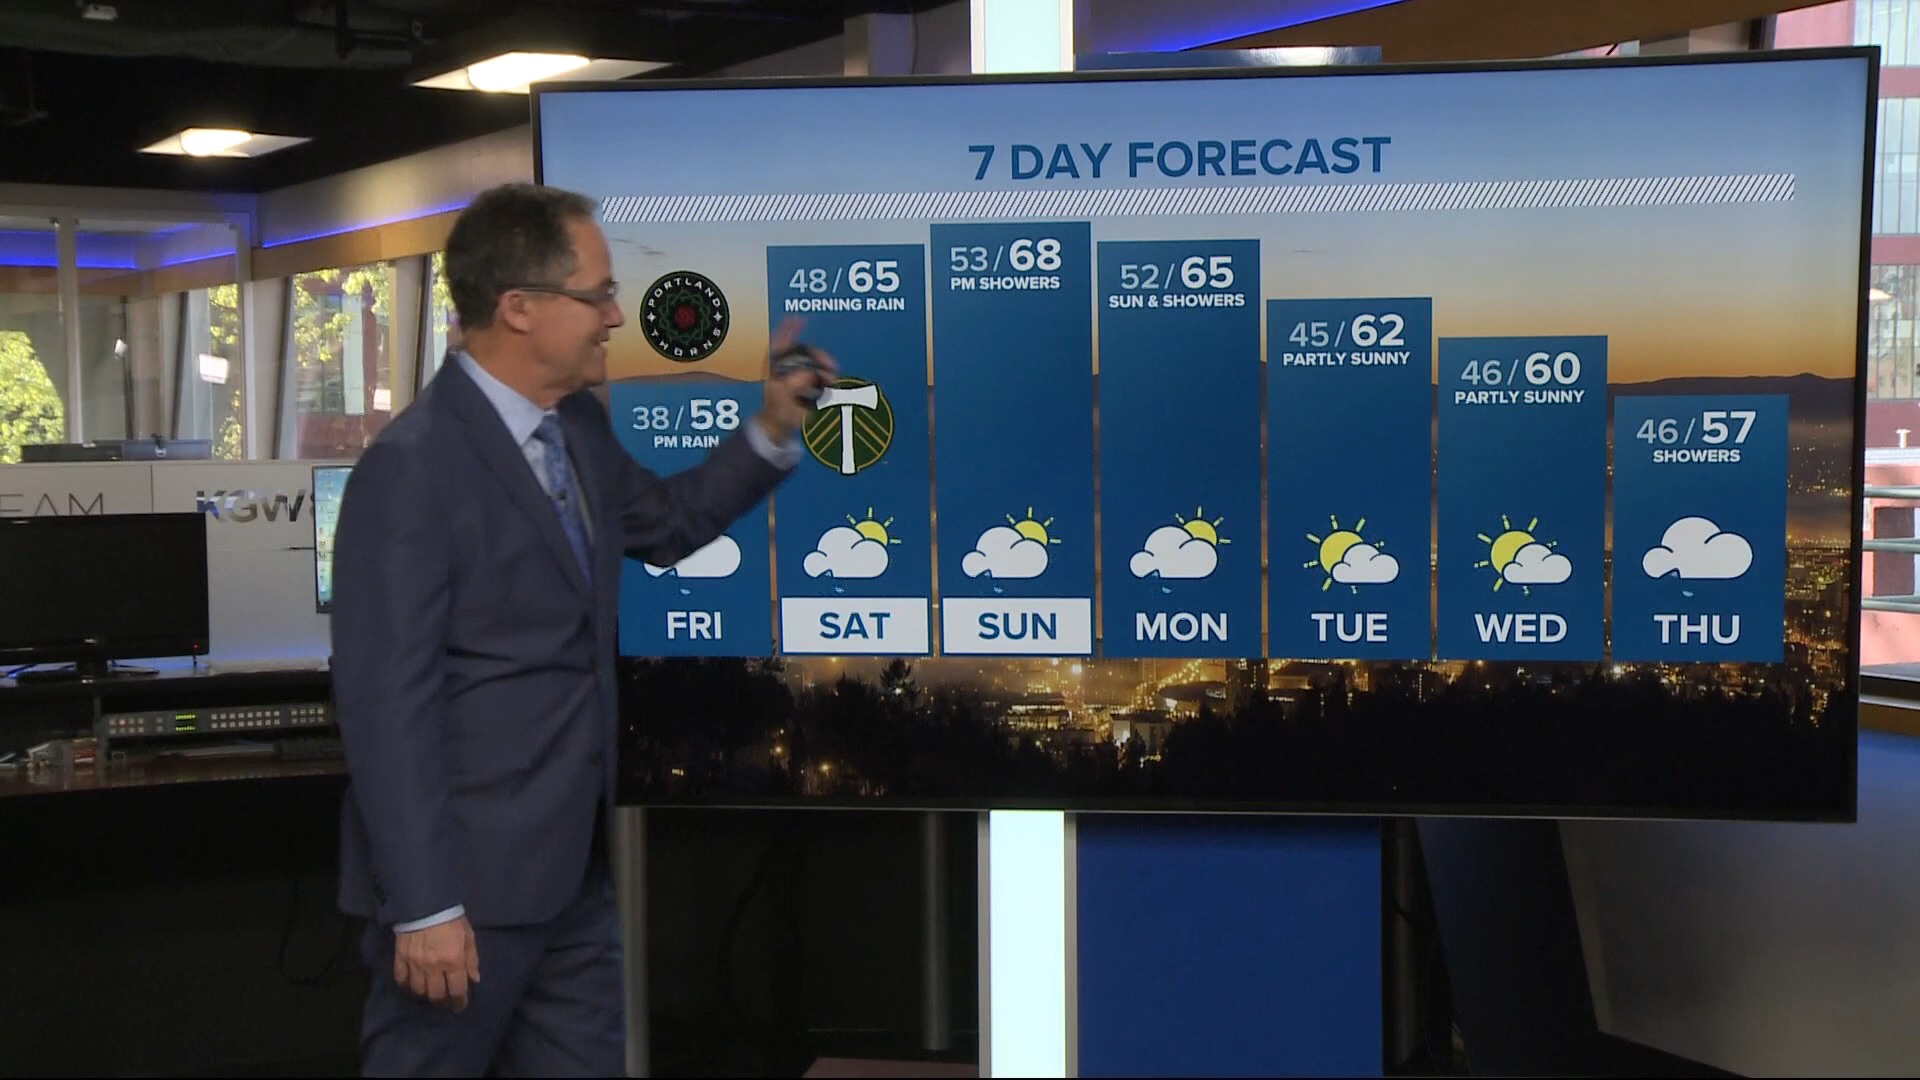 7 DAY FORECAST
PORTLAND
THORNS
38/58
PM RAIN
48/65
MORNING RAIN
53/68
PM SHOWERS
52/65
SUN & SHOWERS
45/62
PARTLY SUNNY
46/60
PARTLY SUNNY
46/57
SHOWERS
FRI
SAT
SUN
MON
TUE
WED
THU
EAM
KGW8